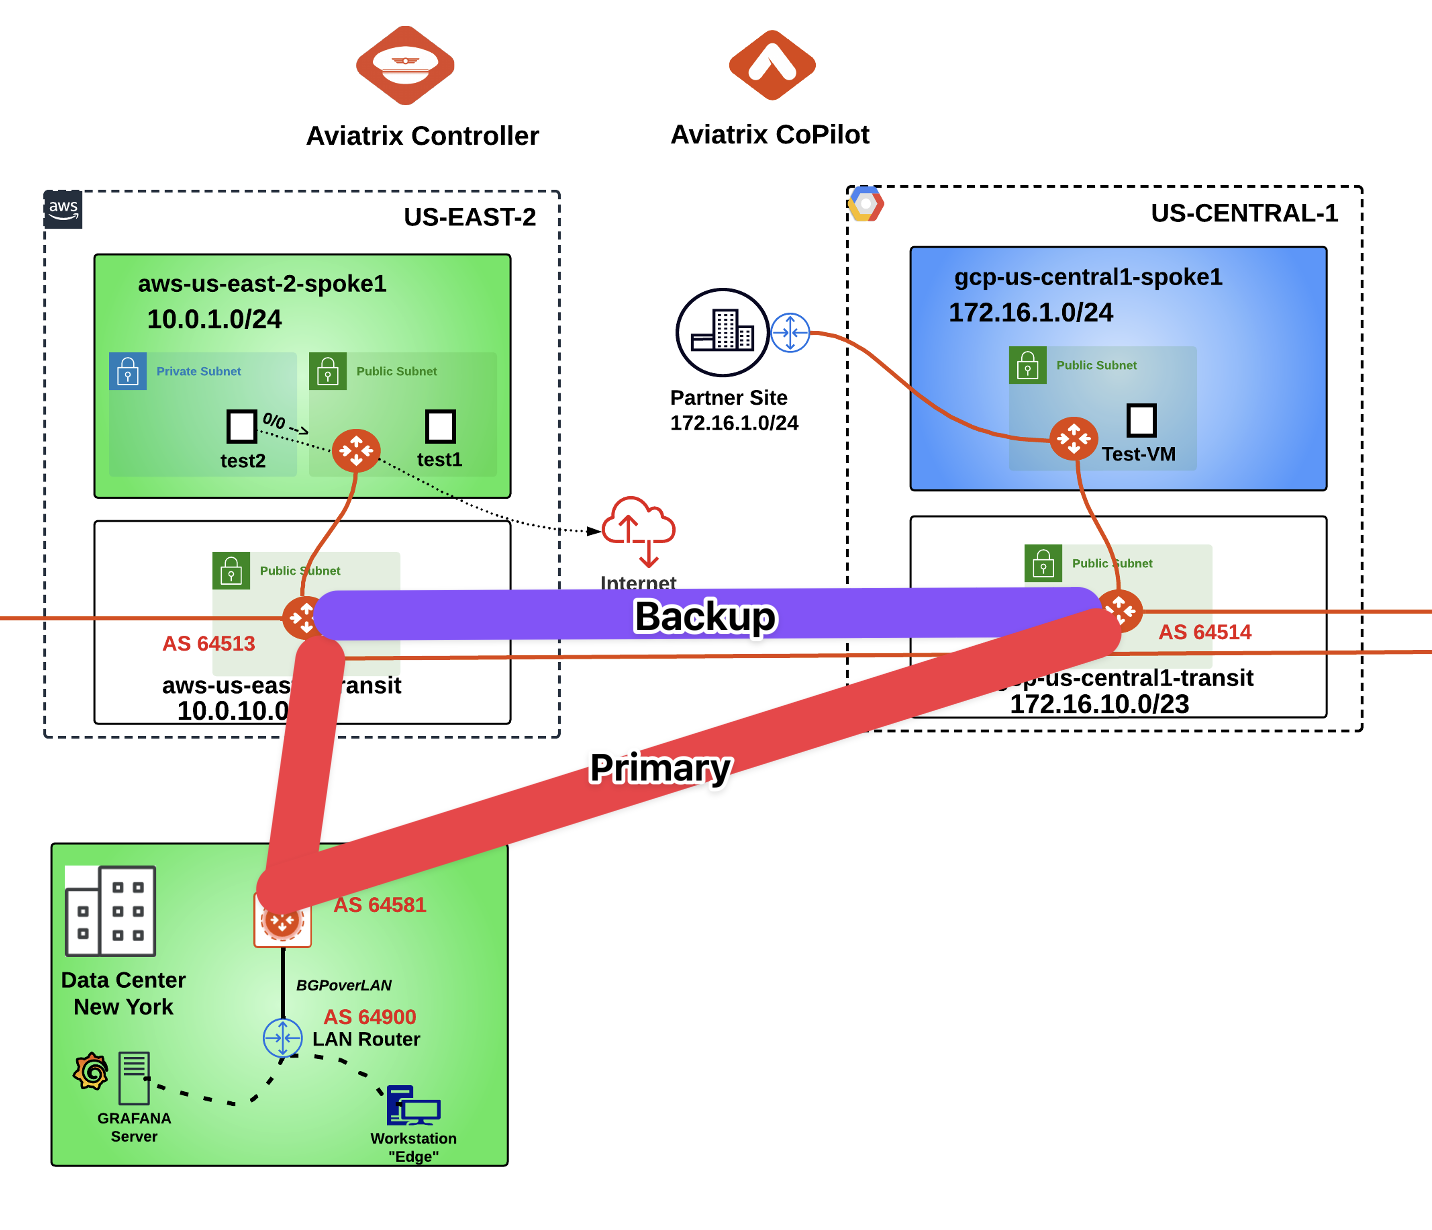 Aviatrix Controller
Aviatrix CoPilot
aws
US-EAST-2
aws-us-east-2-spoke1
10.0.1.0/24
Private Subnet
Public Subnet
0/0 -->
test2
test1
Public Subnet
AS 64513
aws-us-eas ransit
10.0.10.0
Internet
Partner Site
172.16.1.0/24
US-CENTRAL-1
gcp-us-central1-spoke1
172.16.1.0/24
Public Subnet
Test-VM
Public Subnet
AS 64514
gcp-us-central1-transit
172.16.10.0/23
Backup
Primary
AS 64581
Data Center
New York
BGPoverLAN
AS 64900
LAN Router
GRAFANA
Server
Workstation
"Edge"